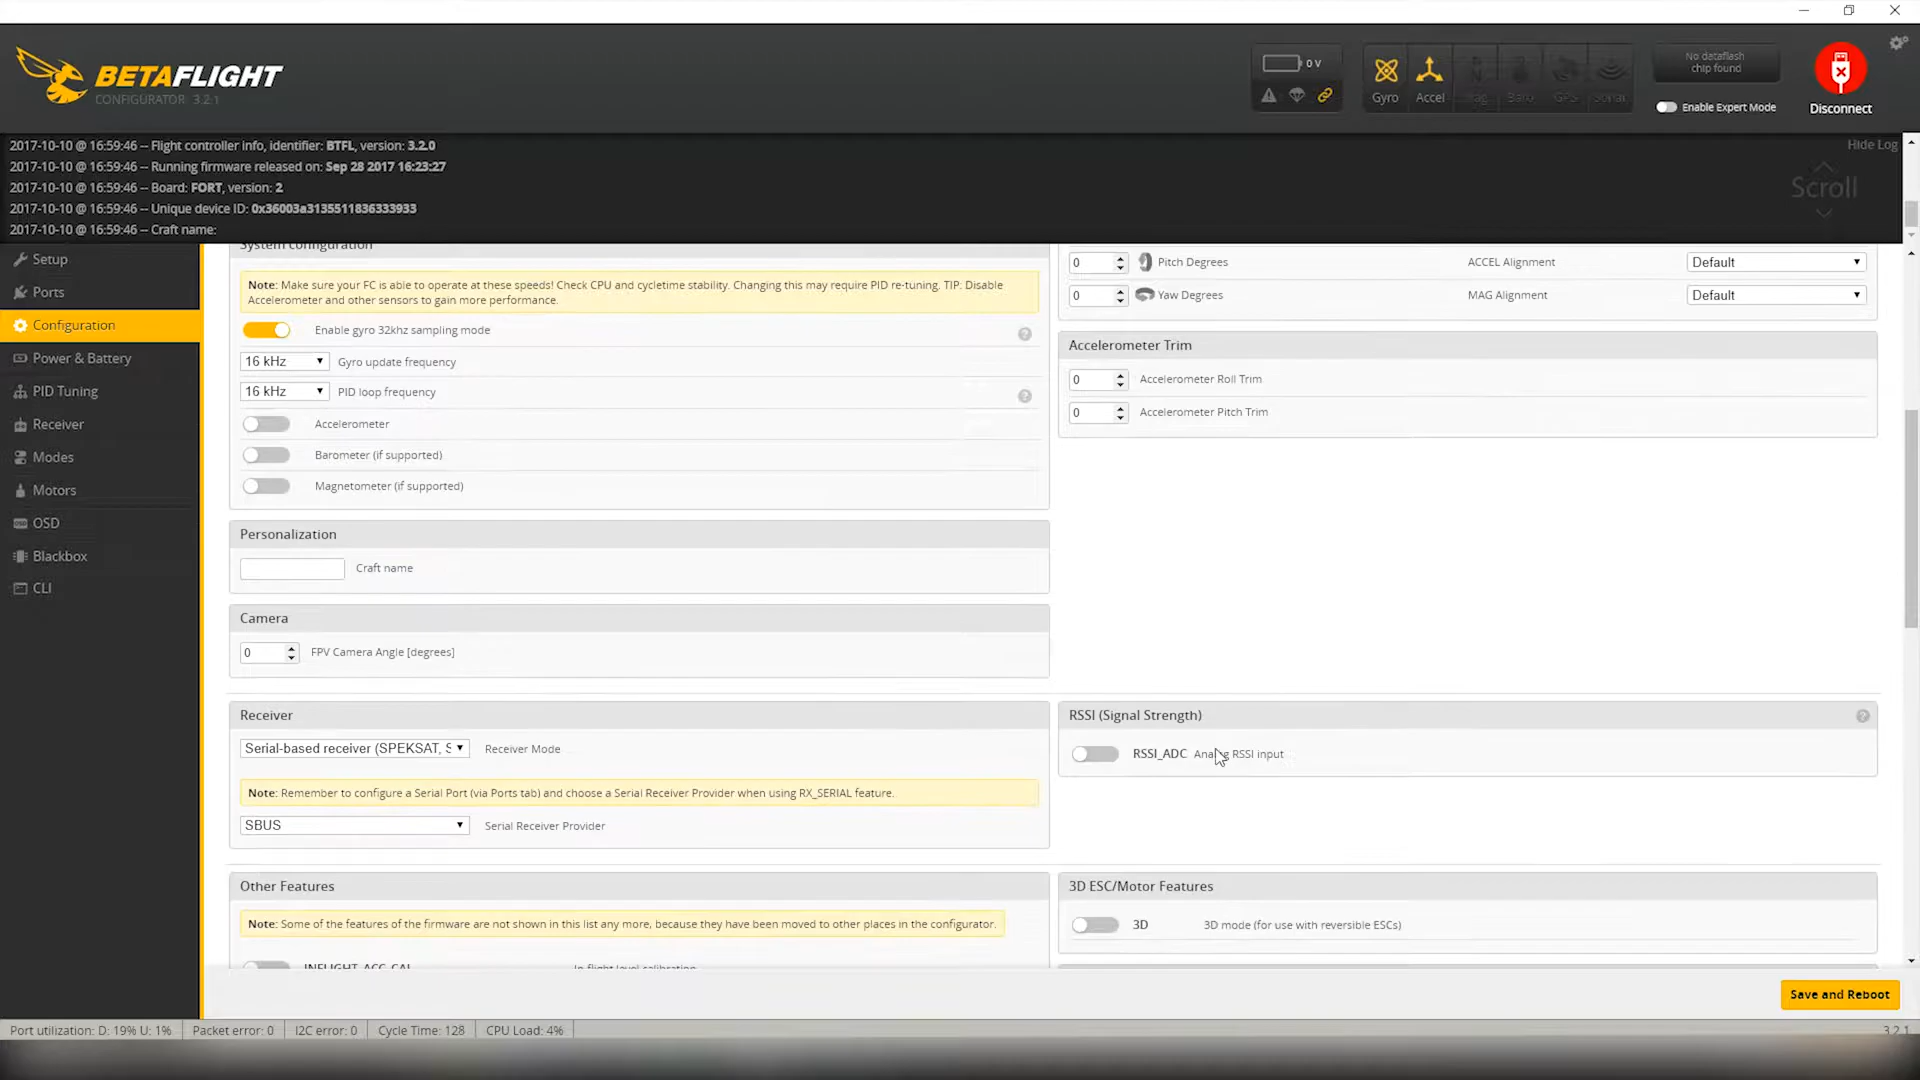 BETAFLIGHT
CONFIGURATOR 3.2.1
0 V
Gyro
Accel
Mag
Baro
GPS
Sonar
No dataflash
chip found
Enable Expert Mode
Disconnect
2017-10-10 @ 16:59:46 -- Flight controller info, identifier: BTFL, version: 3.2.0
2017-10-10 @ 16:59:46 -- Running firmware released on: Sep 28 2017 16:23:27
2017-10-10 @ 16:59:46 -- Board: FORT, version: 2
2017-10-10 @ 16:59:46 -- Unique device ID: 0x36003a3135511836333933
2017-10-10 @ 16:59:46 -- Craft name:
Hide Log
Scroll
Setup
Ports
Configuration
Power & Battery
PID Tuning
Receiver
Modes
Motors
OSD
Blackbox
CLI
System configuration
Note: Make sure your FC is able to operate at these speeds! Check CPU and cycletime stability. Changing this may require PID re-tuning. TIP: Disable
Accelerometer and other sensors to gain more performance.
Enable gyro 32khz sampling mode
16 kHz Gyro update frequency
16 kHz PID loop frequency
Accelerometer
Barometer (if supported)
Magnetometer (if supported)
Personalization
Craft name
Camera
0 FPV Camera Angle [degrees]
0 Pitch Degrees ACCEL Alignment Default
0 Yaw Degrees MAG Alignment Default
Accelerometer Trim
0 Accelerometer Roll Trim
0 Accelerometer Pitch Trim
Receiver
Serial-based receiver (SPEKSAT, S Receiver Mode
Note: Remember to configure a Serial Port (via Ports tab) and choose a Serial Receiver Provider when using RX_SERIAL feature.
SBUS Serial Receiver Provider
RSSI (Signal Strength)
RSSI_ADC Analog RSSI input
Other Features
Note: Some of the features of the firmware are not shown in this list any more, because they have been moved to other places in the configurator.
INFLIGHT_ACC_CAL In-flight level calibration
3D ESC/Motor Features
3D 3D mode (for use with reversible ESCs)
Save and Reboot
Port utilization: D: 19% U: 1% Packet error: 0 I2C error: 0 Cycle Time: 128 CPU Load: 4%
3.2.1